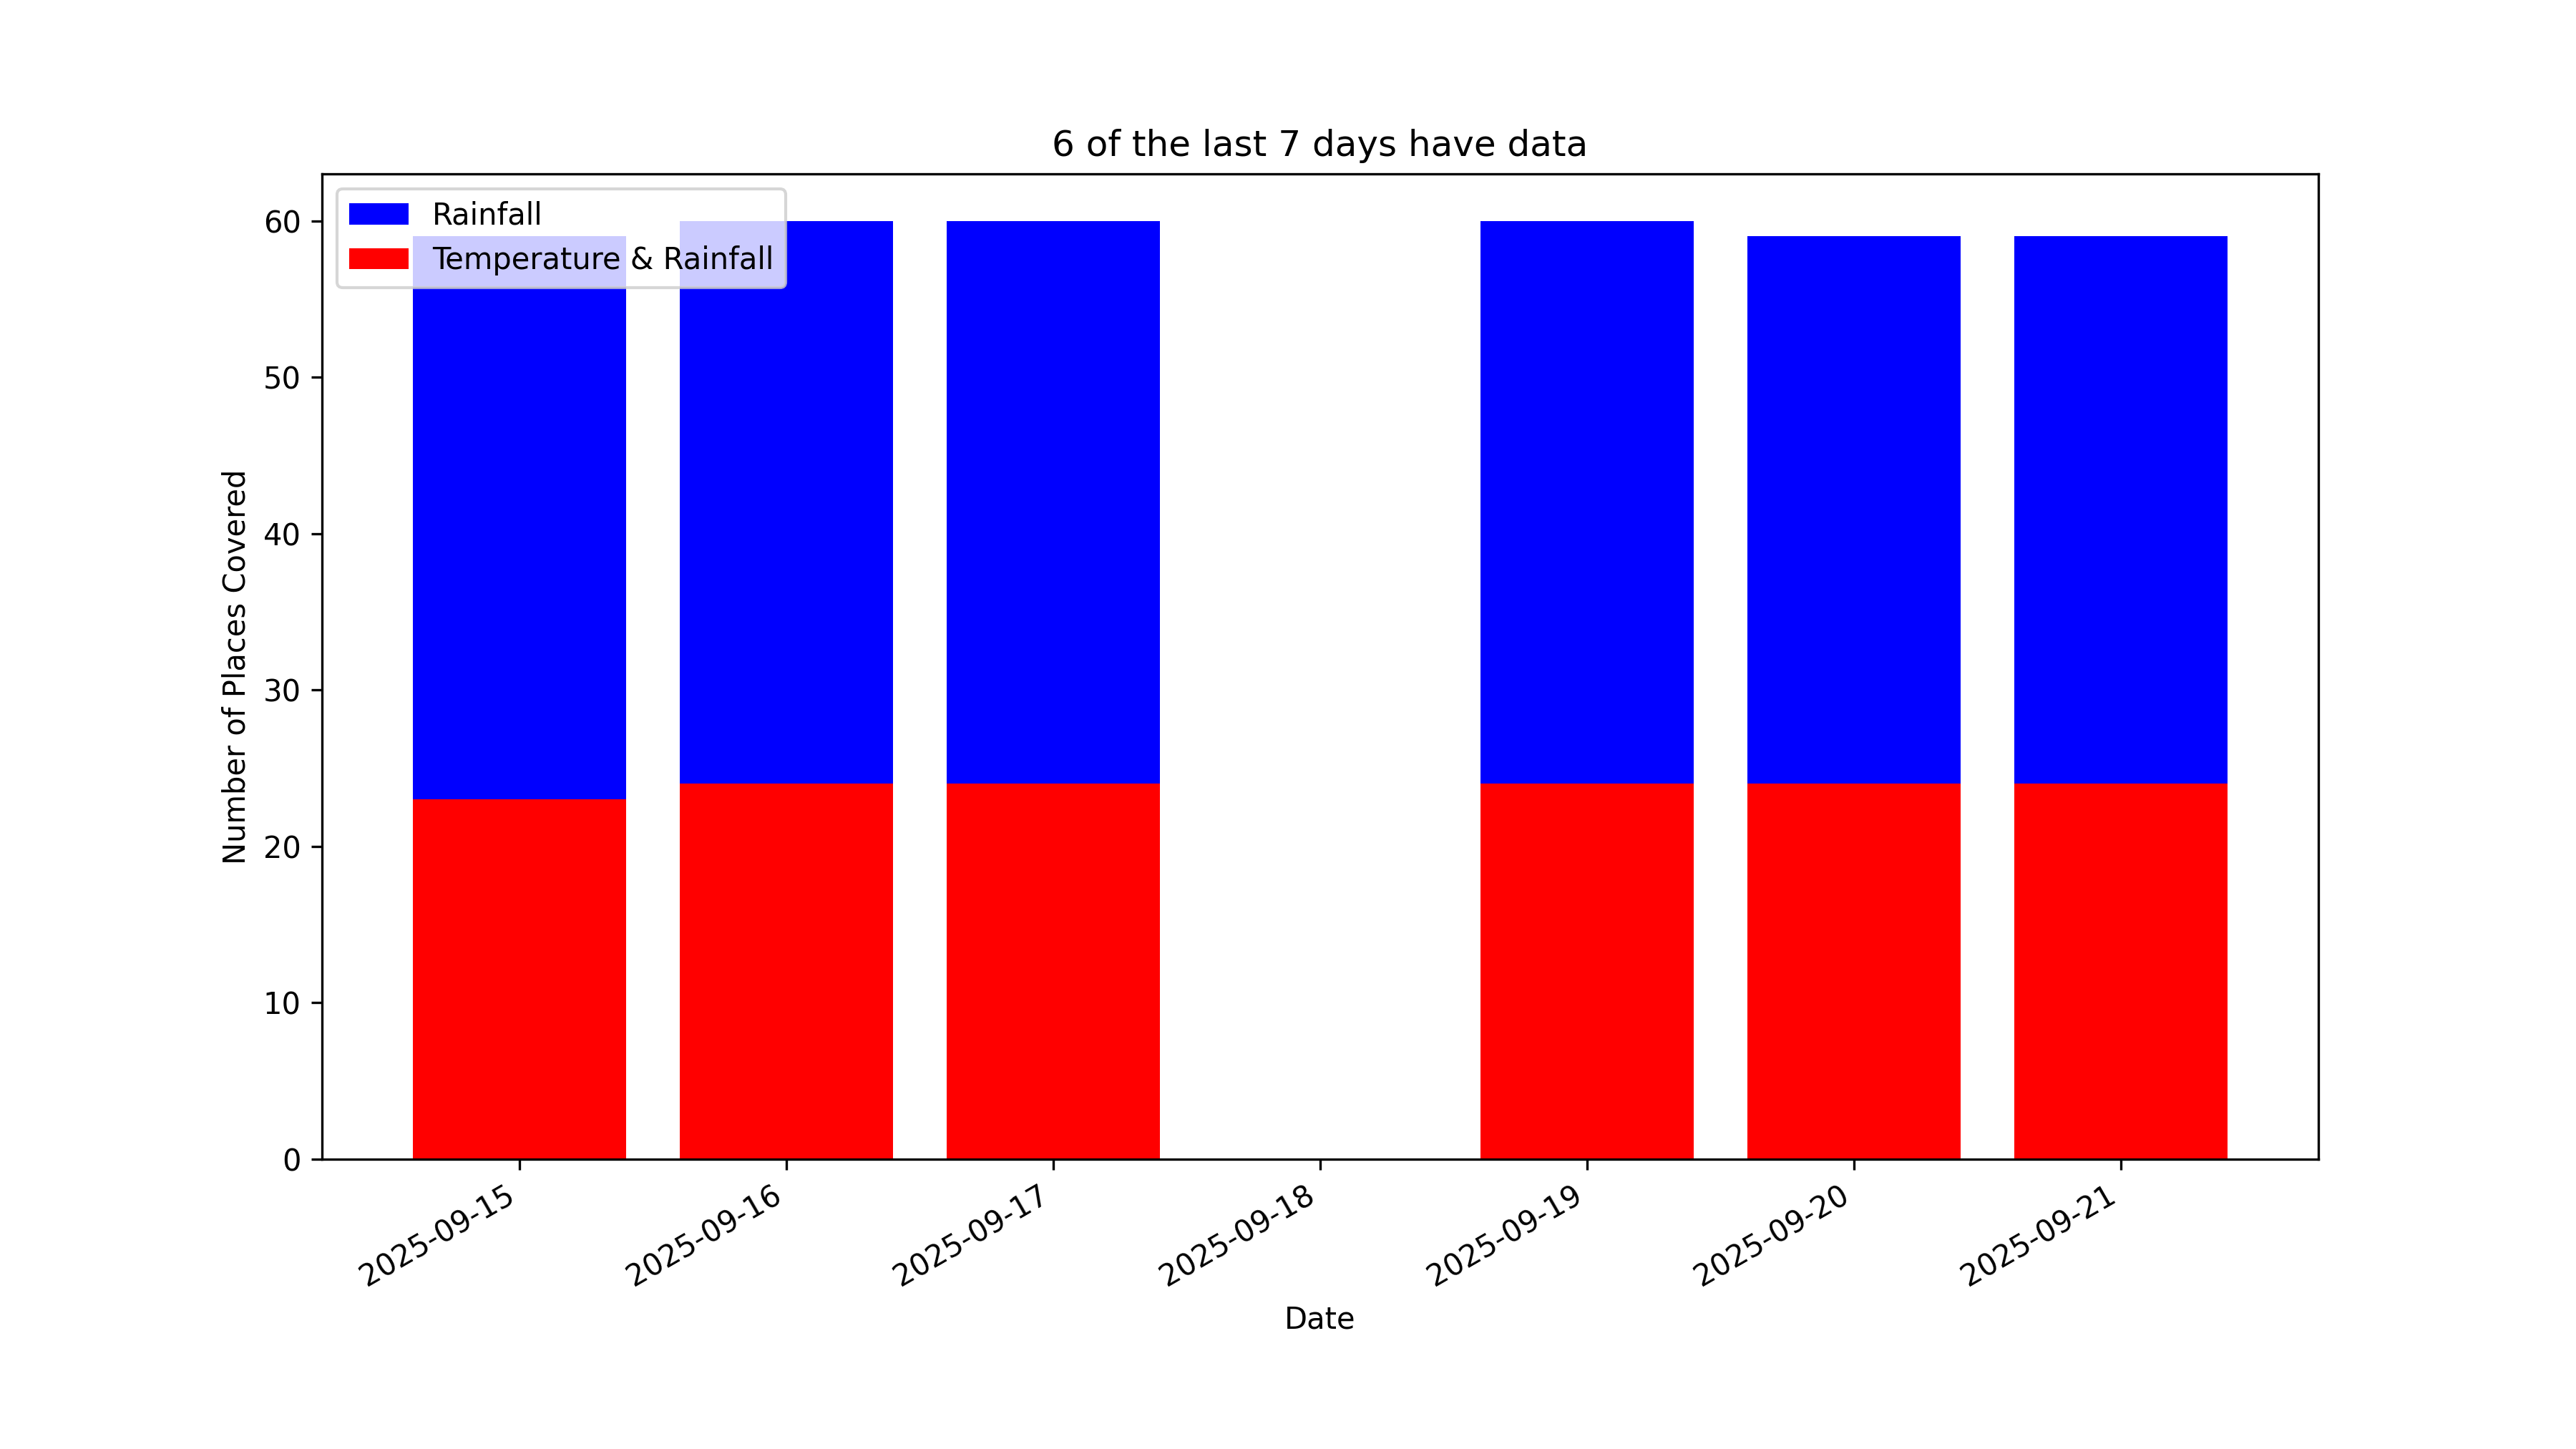 6 of the last 7 days have data
Rainfall
Temperature & Rainfall
Number of Places Covered
60
50
40
30
20
10
0
2025-09-15
2025-09-16
2025-09-17
2025-09-18
2025-09-19
2025-09-20
2025-09-21
Date